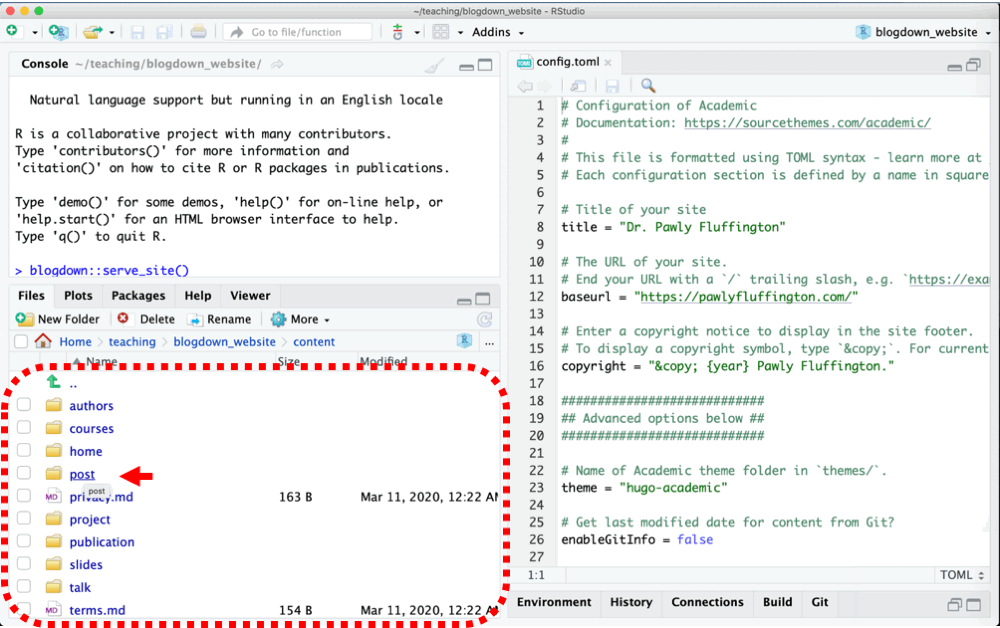 ~/teaching/blogdown_website - RStudio
Go to file/function
Addins
blogdown_website
Console ~/teaching/blogdown_website/
Natural language support but running in an English locale
R is a collaborative project with many contributors.
Type 'contributors()' for more information and
'citation()' on how to cite R or R packages in publications.
Type 'demo()' for some demos, 'help()' for on-line help, or
'help.start()' for an HTML browser interface to help.
Type 'q()' to quit R.
> blogdown::serve_site()
Files Plots Packages Help Viewer
New Folder Delete Rename More
Home teaching blogdown_website content ...
Name Size Modified
..
authors
courses
home
post
post
privacy.md 163 B Mar 11, 2020, 12:22 AM
project
publication
slides
talk
terms.md 154 B Mar 11, 2020, 12:22 AM
TOML config.toml
1 # Configuration of Academic
2 # Documentation: https://sourcethemes.com/academic/
3 #
4 # This file is formatted using TOML syntax - learn more at
5 # Each configuration section is defined by a name in square
6
7 # Title of your site
8 title = "Dr. Pawly Fluffington"
9
10 # The URL of your site.
11 # End your URL with a `/` trailing slash, e.g. `https://exa
12 baseurl = "https://pawlyfluffington.com/"
13
14 # Enter a copyright notice to display in the site footer.
15 # To display a copyright symbol, type `&copy;`. For current
16 copyright = "&copy; {year} Pawly Fluffington."
17
18 ############################
19 ## Advanced options below ##
20 ############################
21
22 # Name of Academic theme folder in `themes/`.
23 theme = "hugo-academic"
24
25 # Get last modified date for content from Git?
26 enableGitInfo = false
27
1:1 TOML
Environment History Connections Build Git